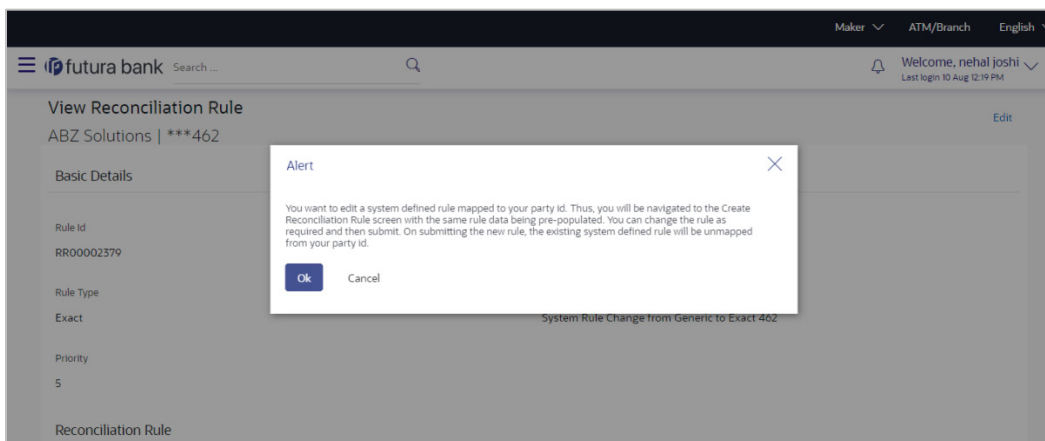 Maker ATM/Branch English
futura bank Search ... Welcome, nehal joshi
Last login 10 Aug 12:19 PM
View Reconciliation Rule
Edit
ABZ Solutions | ***462
Alert
Basic Details
You want to edit a system defined rule mapped to your party id. Thus, you will be navigated to the Create
Reconciliation Rule screen with the same rule data being pre-populated. You can change the rule as
required and then submit. On submitting the new rule, the existing system defined rule will be unmapped
from your party id.
Rule Id
RR00002379
Ok Cancel
Rule Type
Exact System Rule Change from Generic to Exact 462
Priority
5
Reconciliation Rule